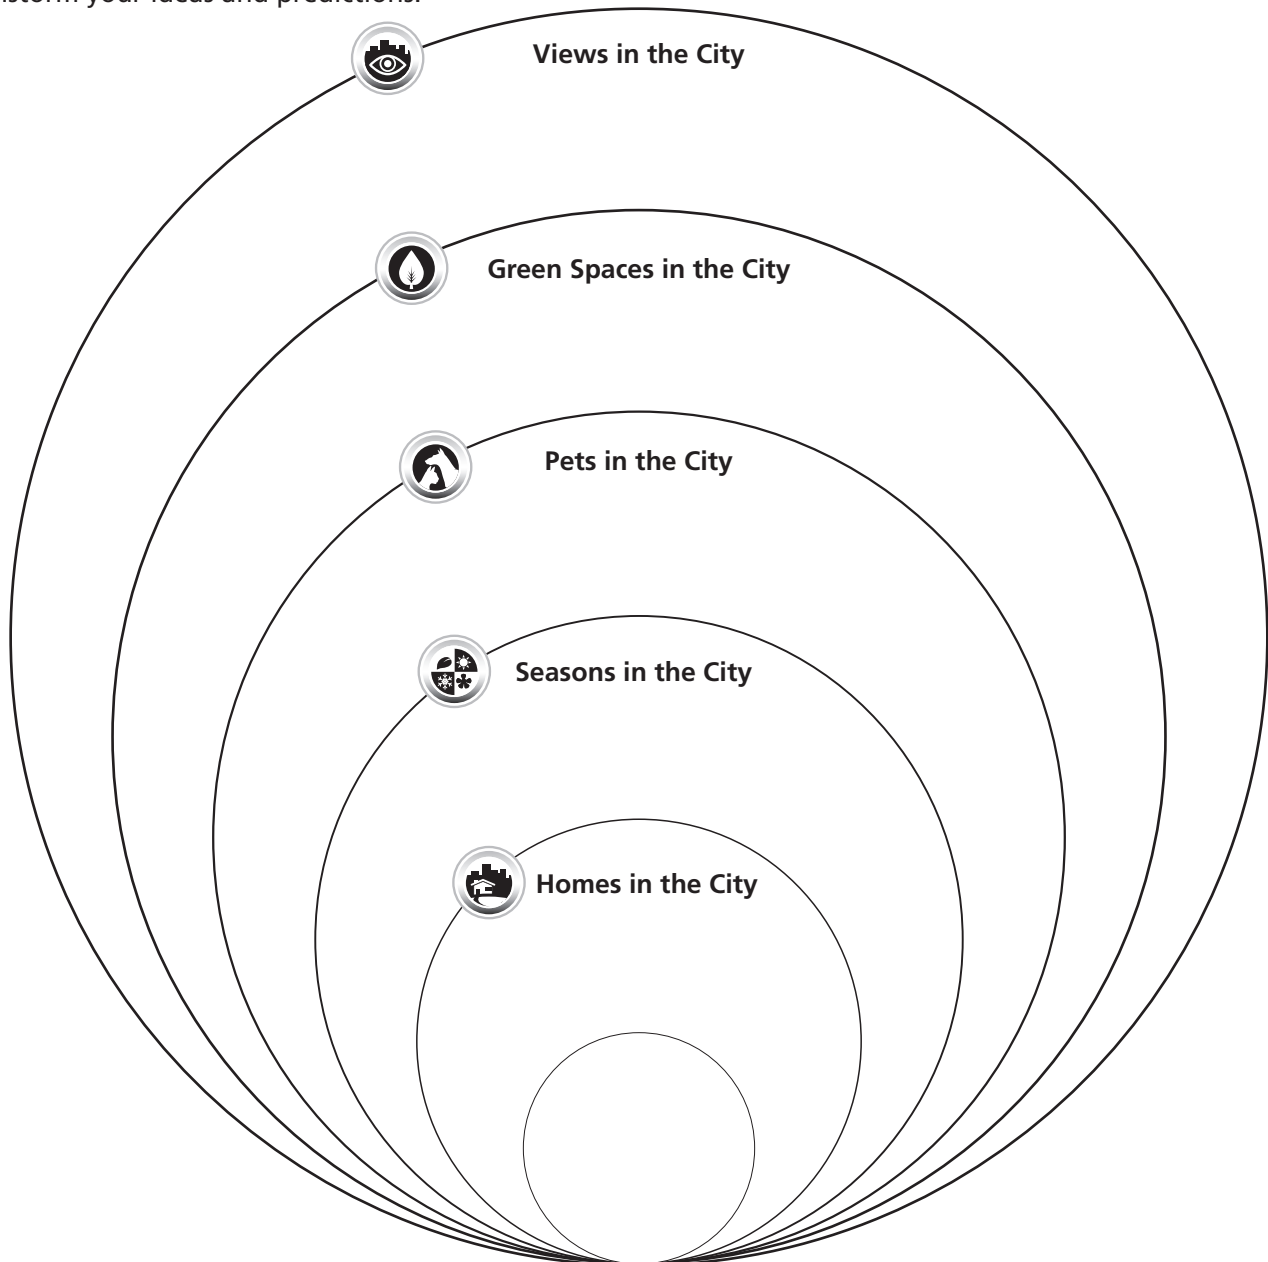 your ideas and predictions.
Views in the City
Green Spaces in the City
Pets in the City
Seasons in the City
Homes in the City